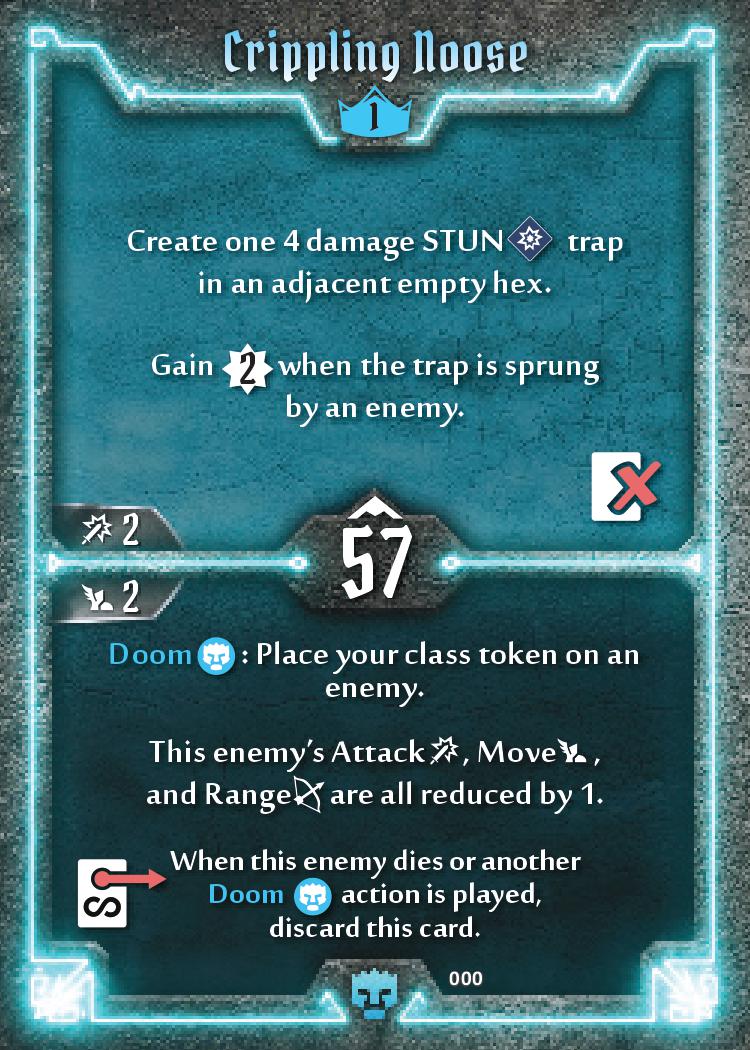 Crippling Noose
1
Create one 4 damage STUN trap
in an adjacent empty hex.
Gain 2 when the trap is sprung
by an enemy.
2
57
2
Doom : Place your class token on an
enemy.
This enemy's Attack , Move ,
and Range are all reduced by 1.
When this enemy dies or another
Doom action is played,
discard this card.
000